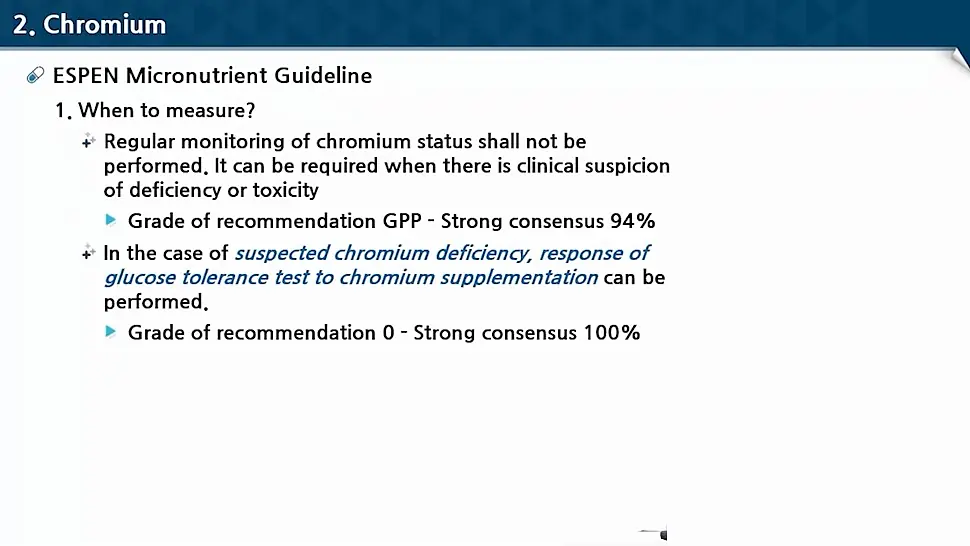 2. Chromium
ESPEN Micronutrient Guideline
1. When to measure?
Regular monitoring of chromium status shall not be
performed. It can be required when there is clinical suspicion
of deficiency or toxicity
Grade of recommendation GPP - Strong consensus 94%
In the case of suspected chromium deficiency, response of
glucose tolerance test to chromium supplementation can be
performed.
Grade of recommendation 0 - Strong consensus 100%